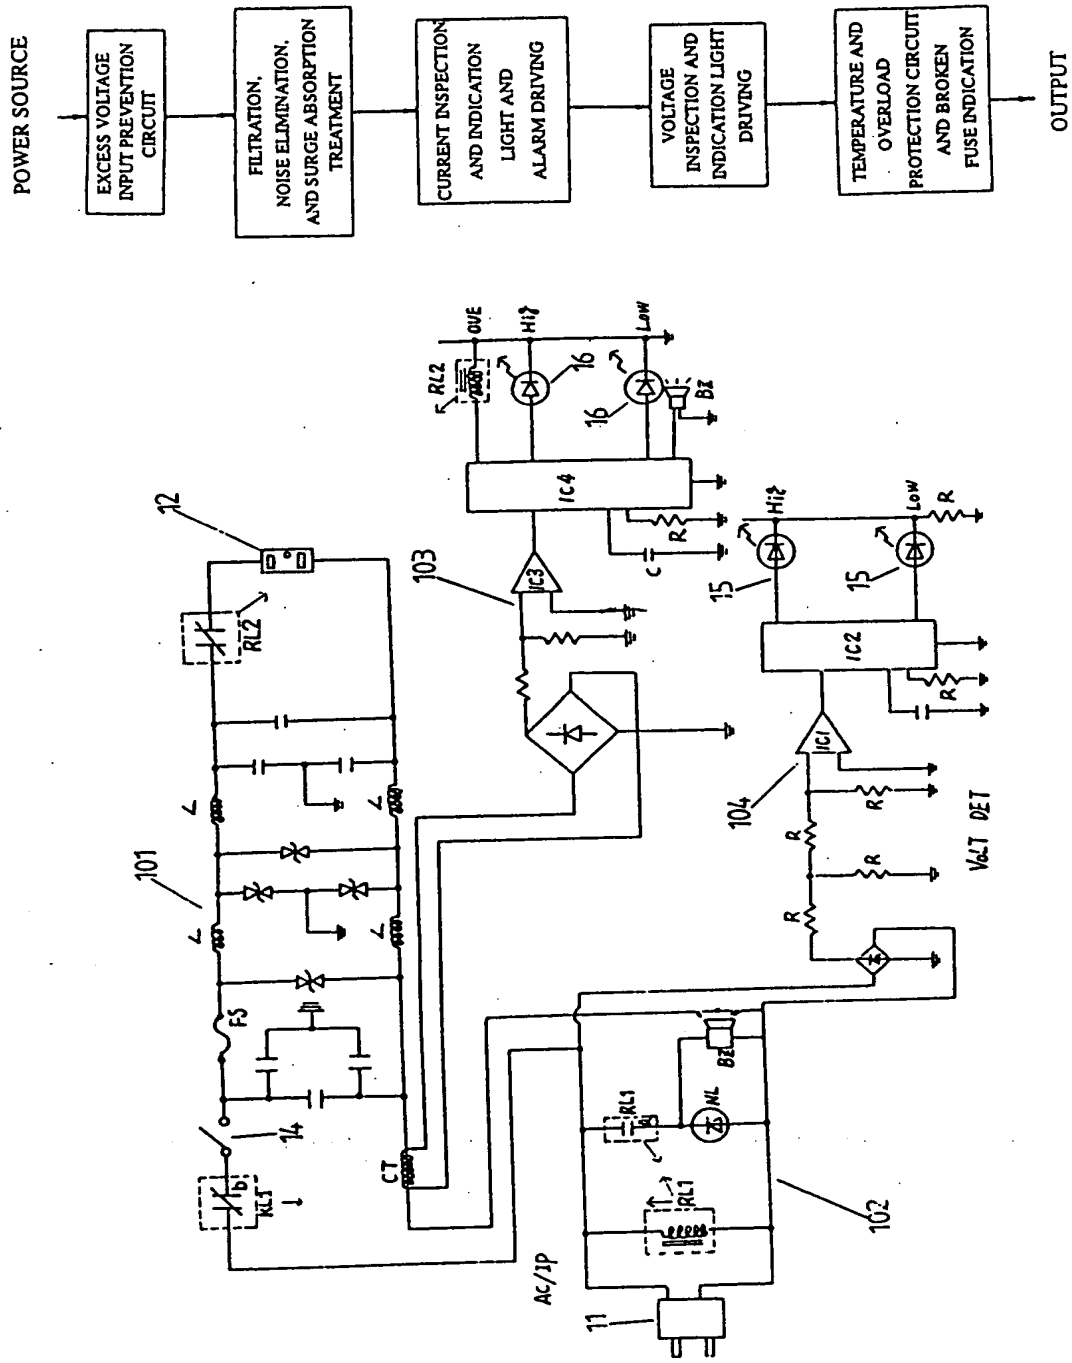 POWER SOURCE
EXCESS VOLTAGE
INPUT PREVENTION
CIRCUIT
FILTRATION,
NOISE ELIMINATION,
AND SURGE ABSORPTION
TREATMENT
CURRENT INSPECTION
AND INDICATION
LIGHT AND
ALARM DRIVING
VOLTAGE
INSPECTION AND
INDICATION LIGHT
DRIVING
TEMPERATURE AND
OVERLOAD
PROTECTION CIRCUIT
AND BROKEN
FUSE INDICATION
OUTPUT
12
RL2
101
L
L
L
L
FS
14
b
KL1
CT
RL2
OVE
Hig
16
Low
16
BZ
IC4
R
C
IC3
103
Hig
15
Low
15
R
IC2
R
IC1
104
R
R
R
R
VOLT DET
BZ
NL
RL1
RL1
102
AC/IP
11